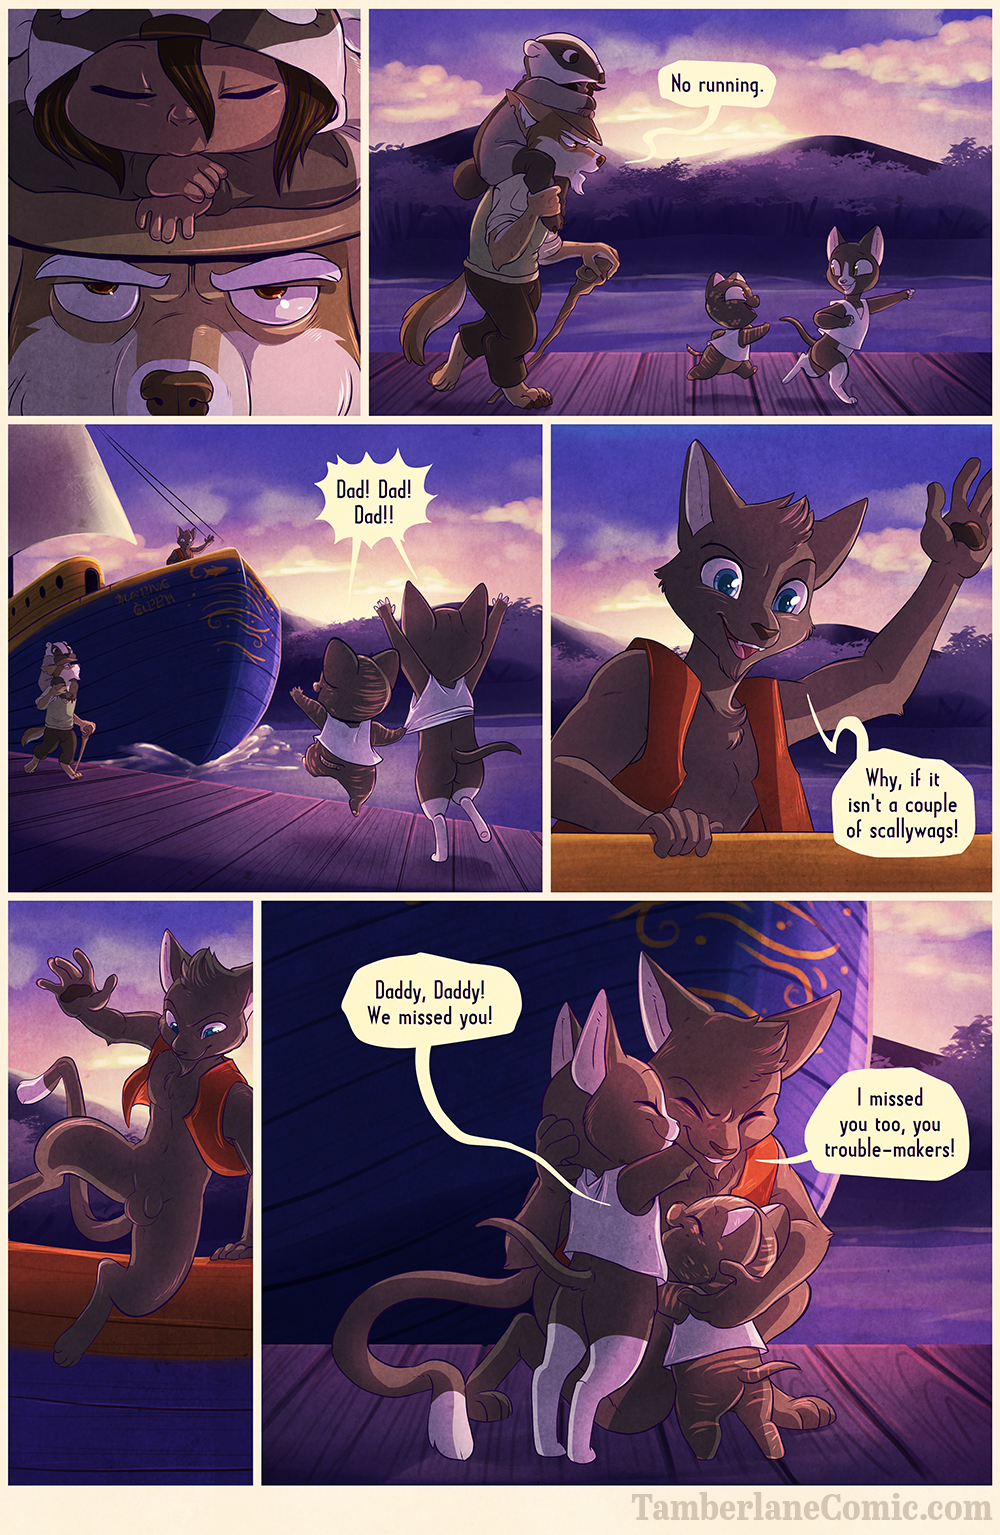 No running.
Dad! Dad!
Dad!!
Why, if it
isn't a couple
of scallywags!
Daddy, Daddy!
We missed you!
I missed
you too, you
trouble-makers!
TamberlaneComic.com